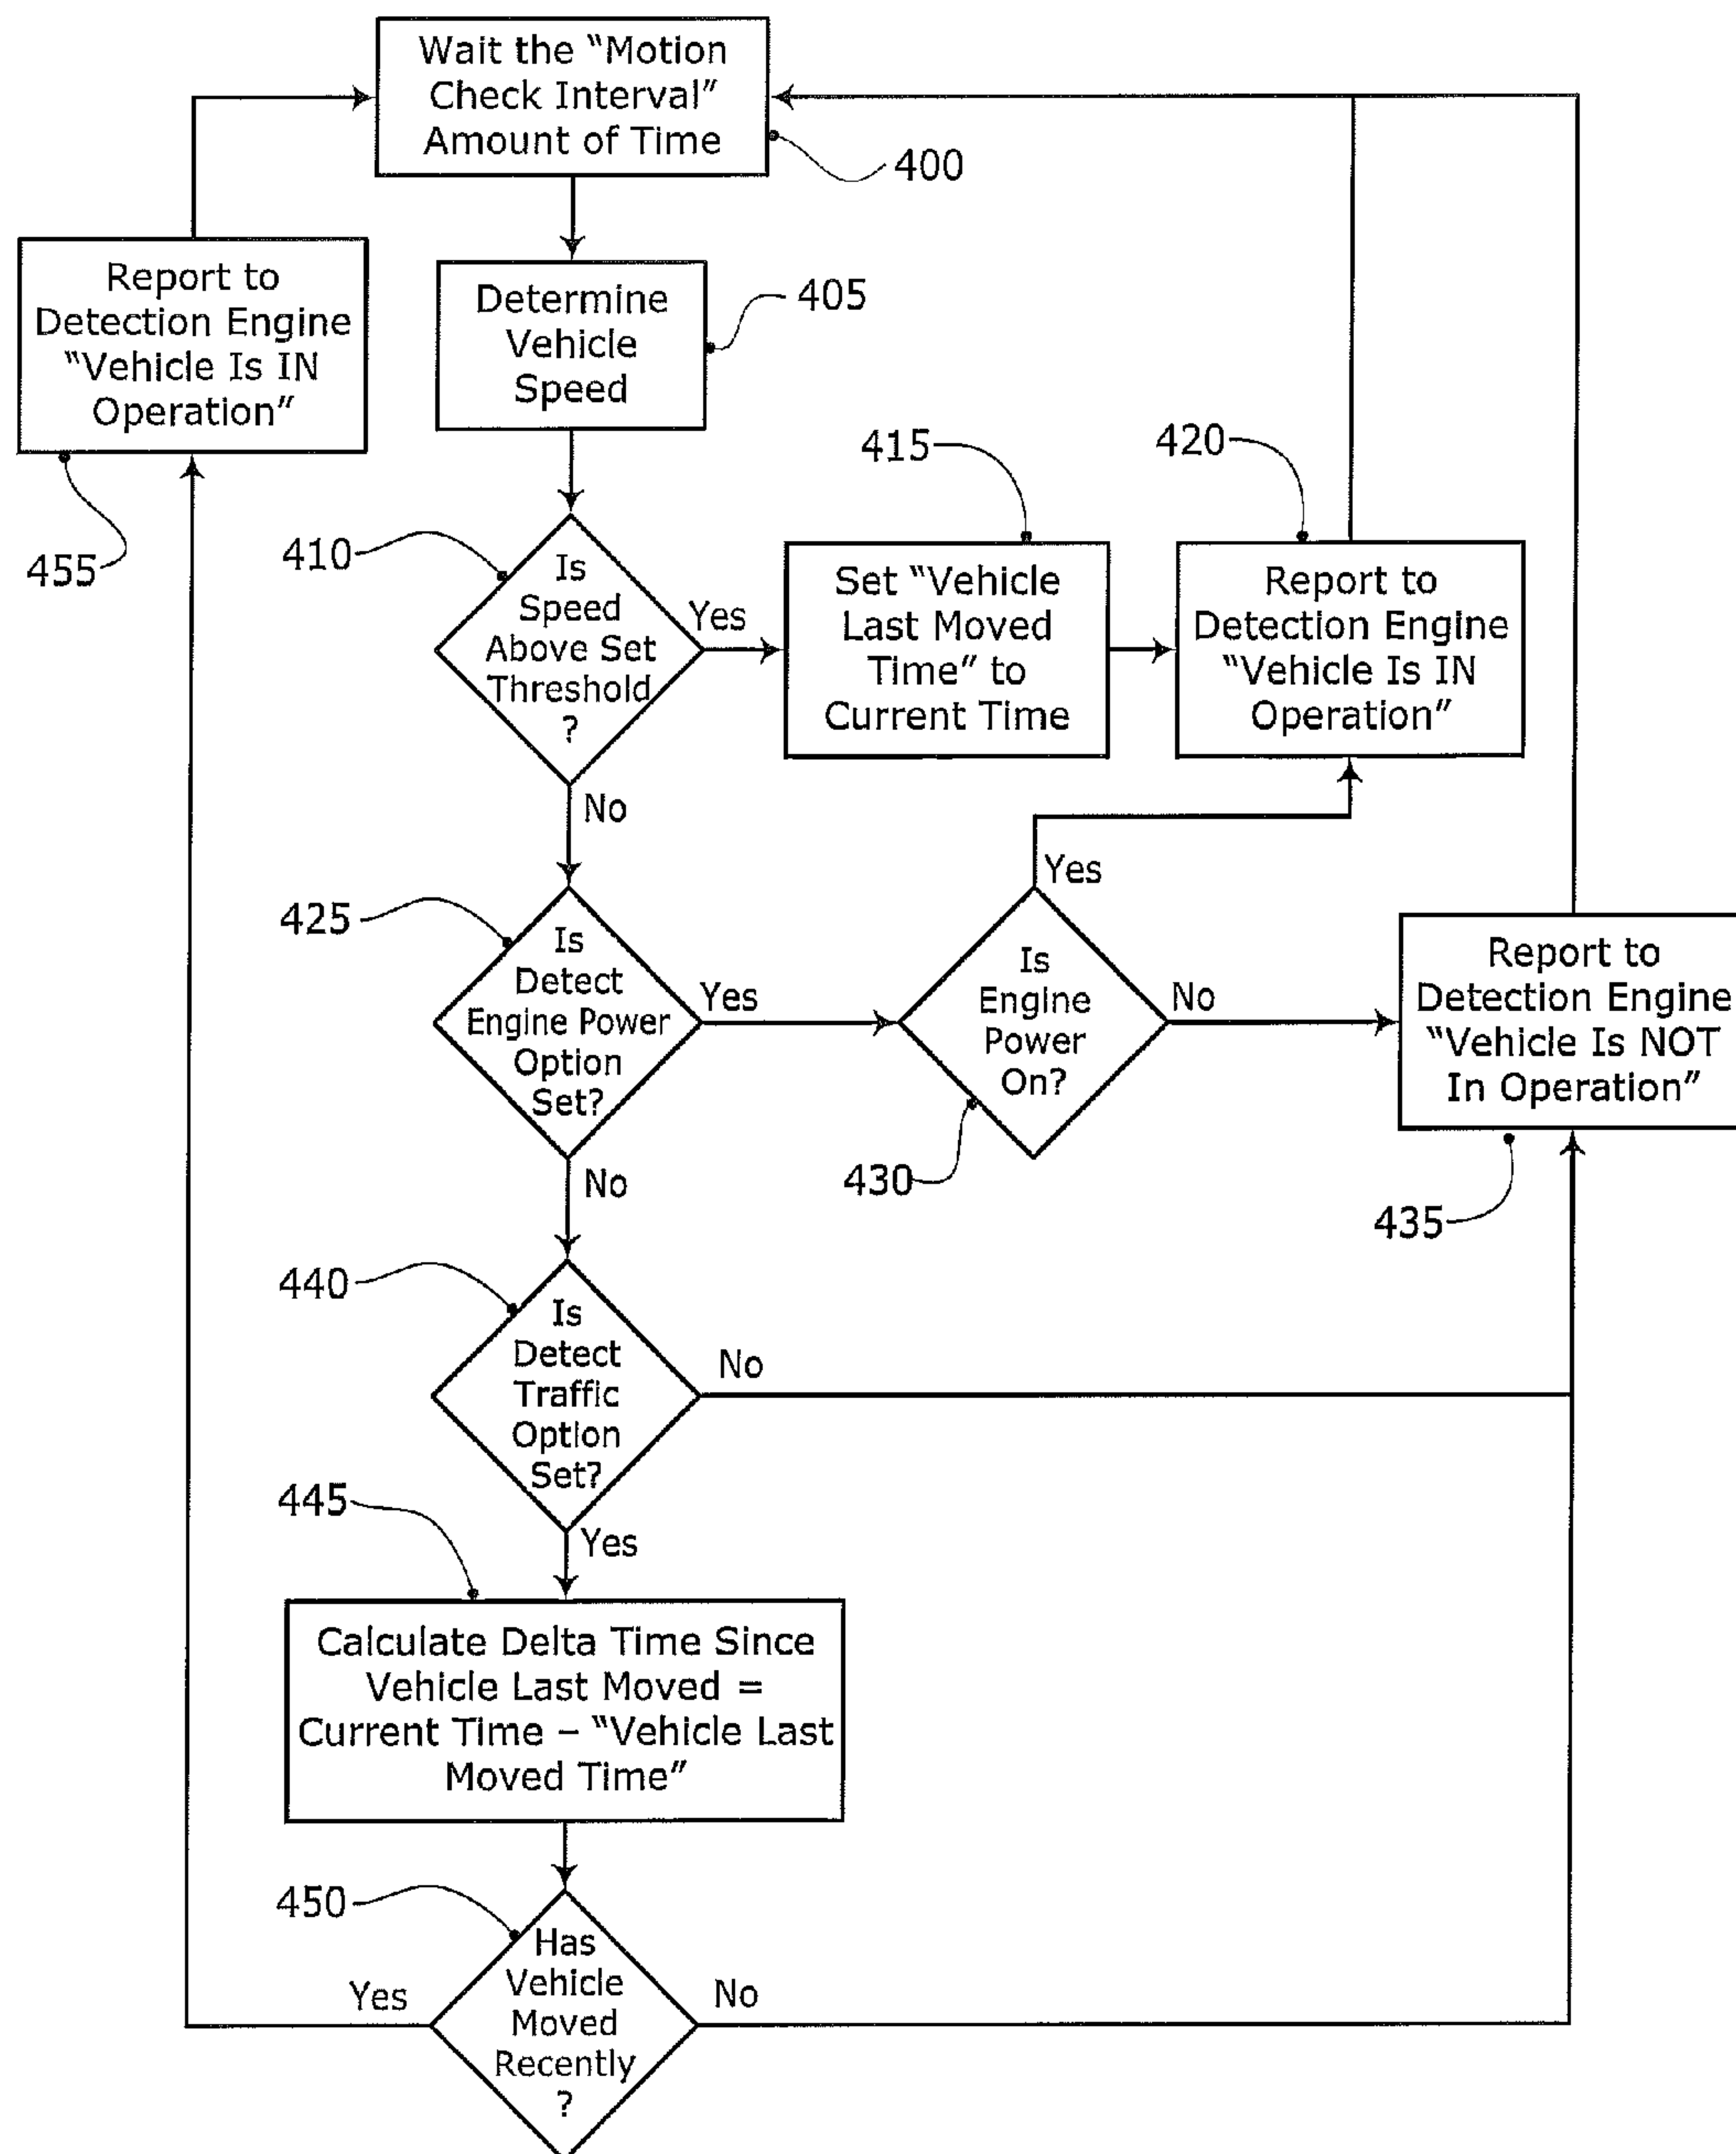 Wait the “Motion
Check Interval”
Amount of Time
400
Report to
Detection Engine
“Vehicle Is IN
Operation”
455
Determine
Vehicle
Speed
405
410
Is
Speed
Above Set
Threshold
?
Yes
No
415
Set “Vehicle
Last Moved
Time” to
Current Time
420
Report to
Detection Engine
“Vehicle Is IN
Operation”
425
Is
Detect
Engine Power
Option
Set?
Yes
No
Is
Engine
Power
On?
Yes
No
430
Report to
Detection Engine
“Vehicle Is NOT
In Operation”
435
440
Is
Detect
Traffic
Option
Set?
No
Yes
445
Calculate Delta Time Since
Vehicle Last Moved =
Current Time – “Vehicle Last
Moved Time”
450
Has
Vehicle
Moved
Recently
?
Yes
No